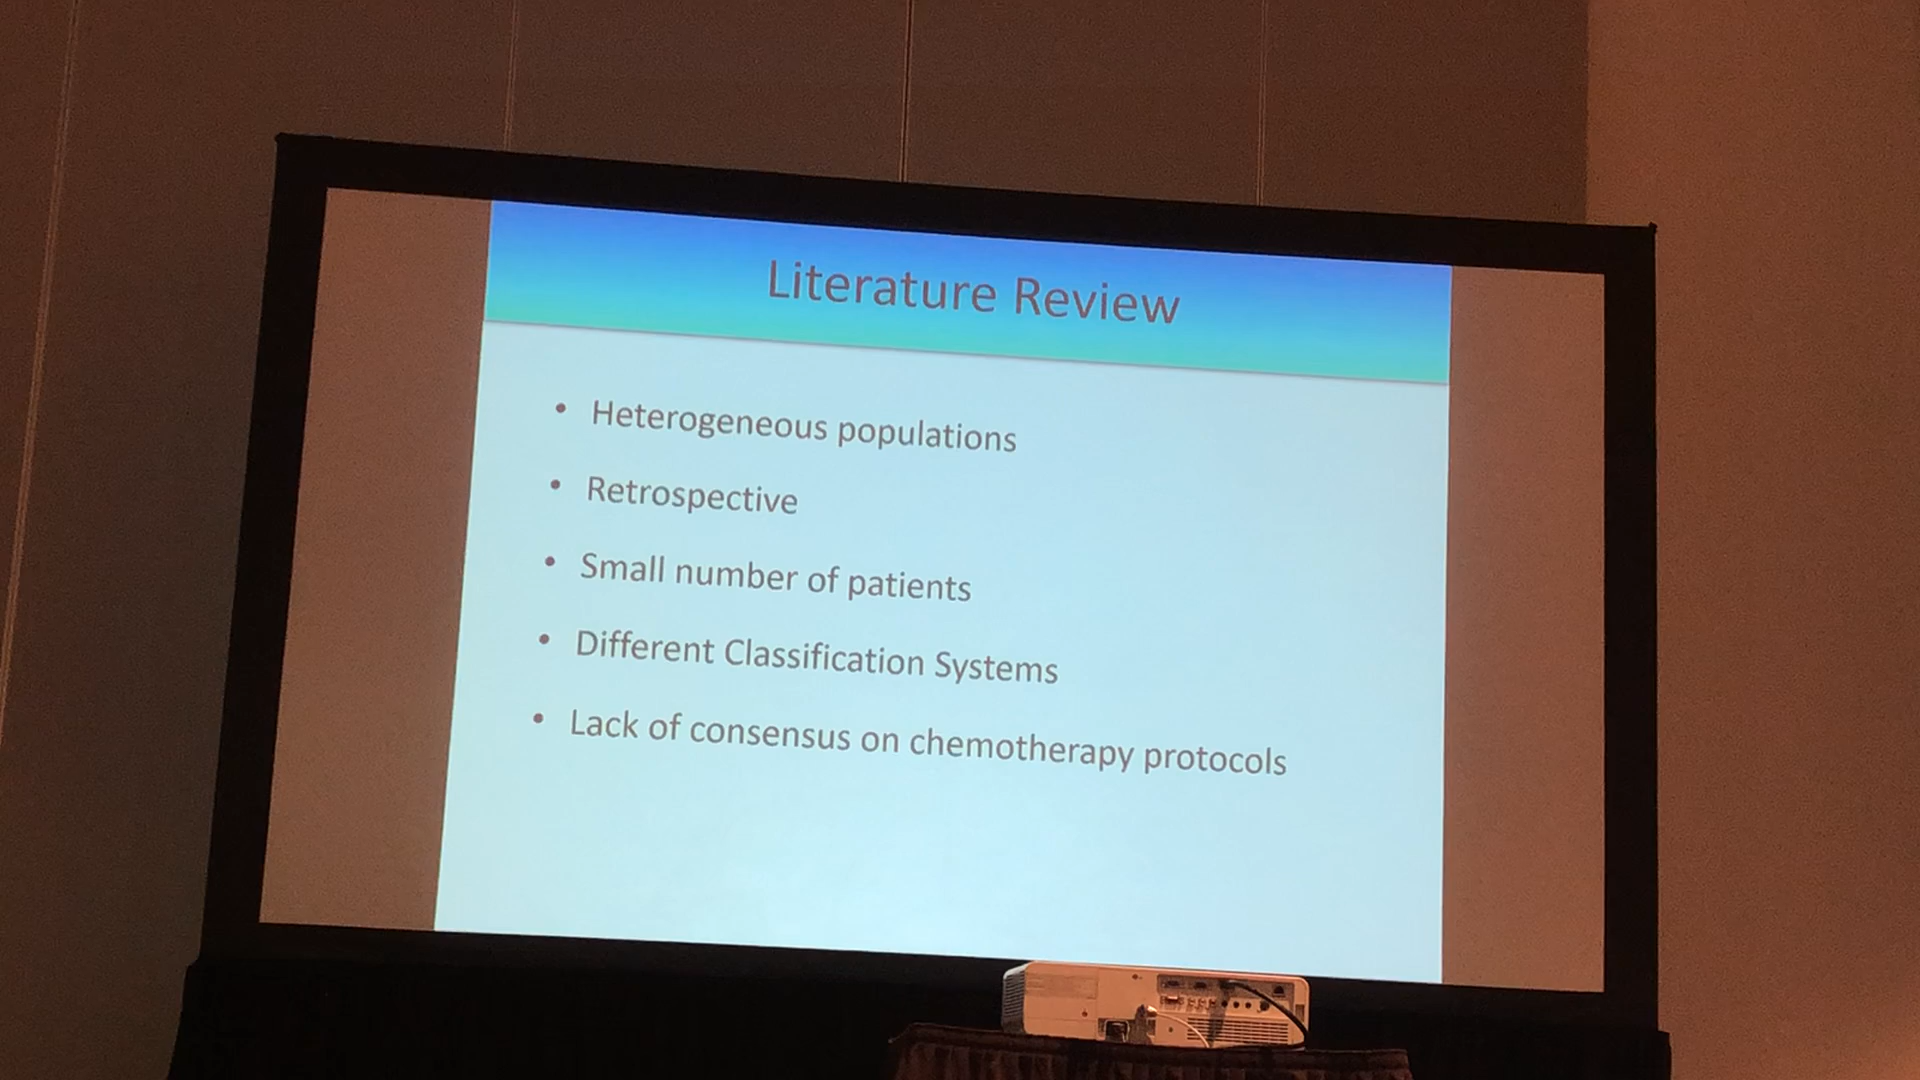 Literature Review
• Heterogeneous populations
• Retrospective
• Small number of patients
• Different Classification Systems
• Lack of consensus on chemotherapy protocols